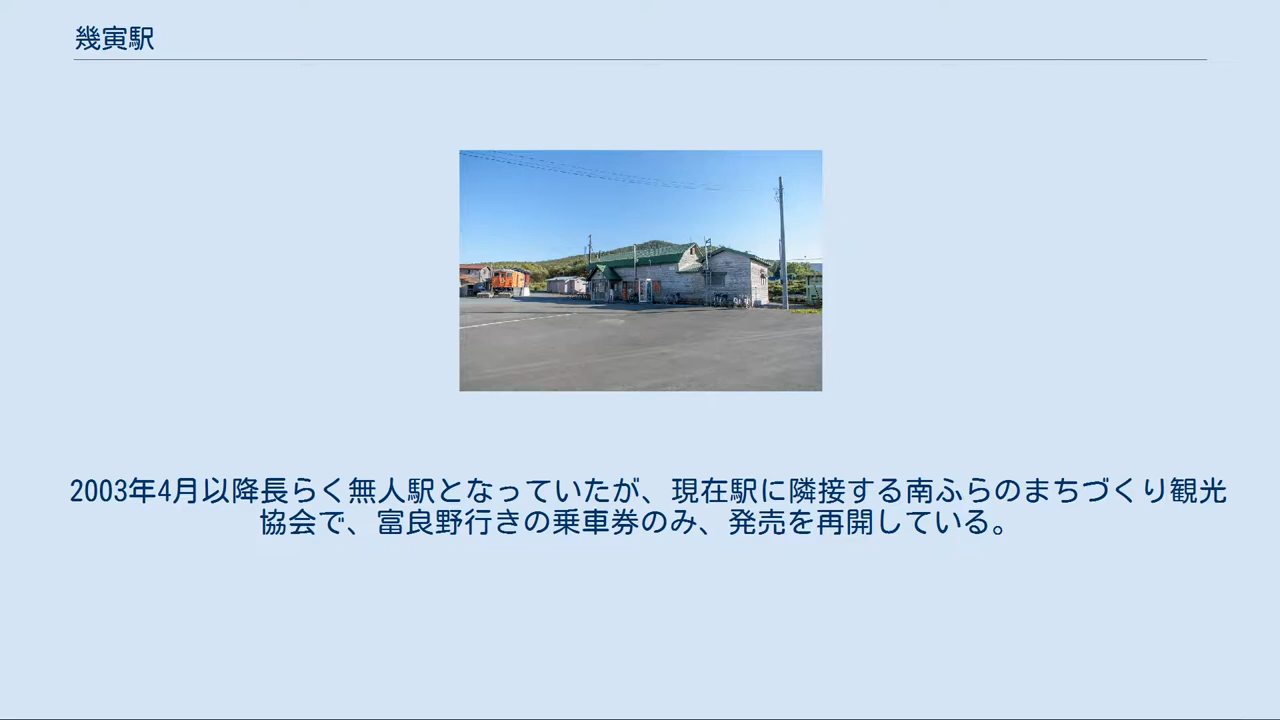 幾寅駅
2003年4月以降長らく無人駅となっていたが、現在駅に隣接する南ふらのまちづくり観光
協会で、富良野行きの乗車券のみ、発売を再開している。